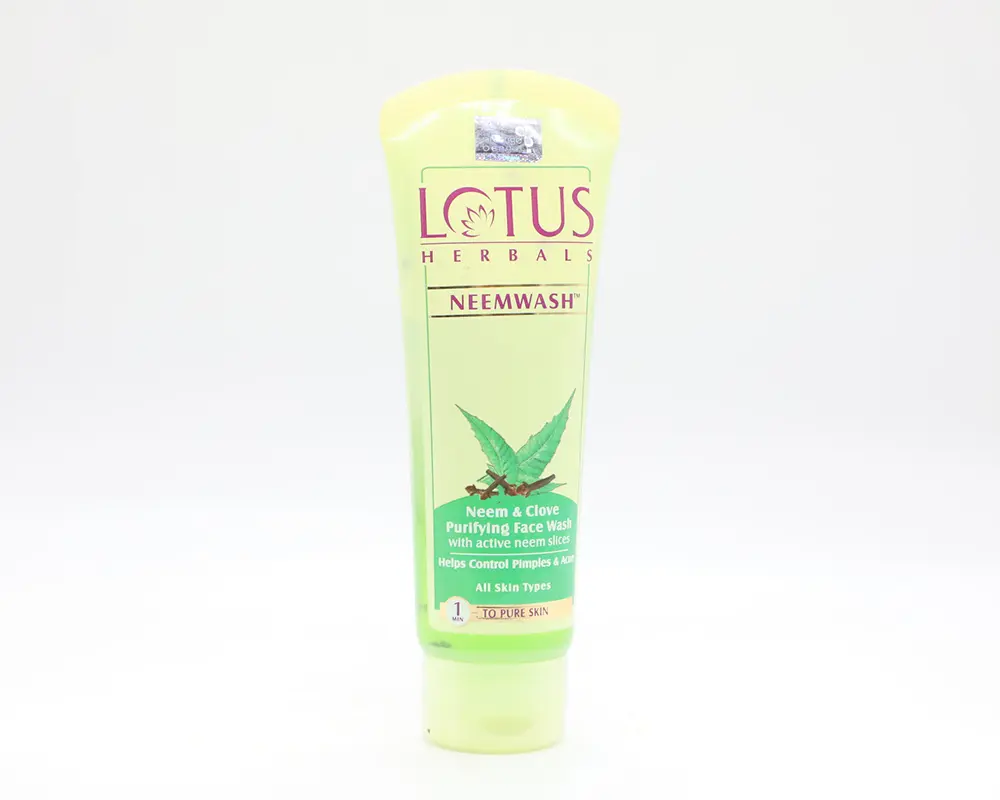 LOTUS
HERBALS
NEEMWASH™
Neem & Clove
Purifying Face Wash
with active neem slices
Helps Control Pimples & Acne
All Skin Types
1
MIN
TO PURE SKIN